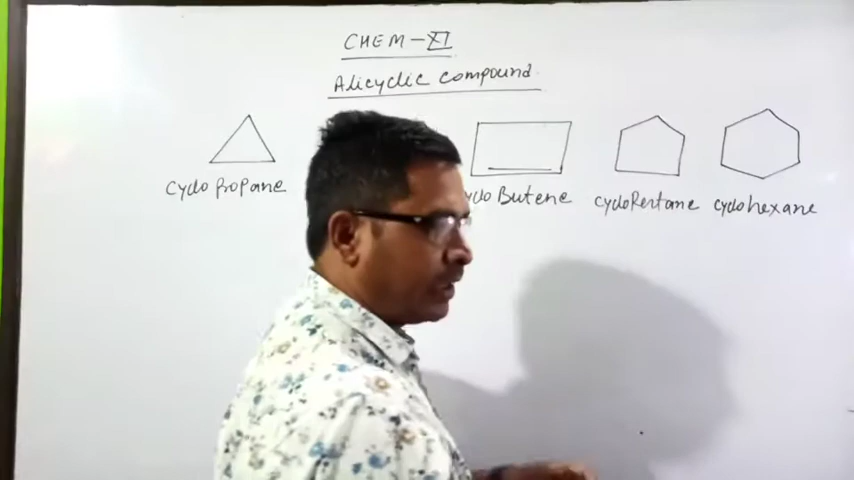 CHEM-XI
Alicyclic compound
cyclo Propane
Butene
cycloPentane
cyclohexane